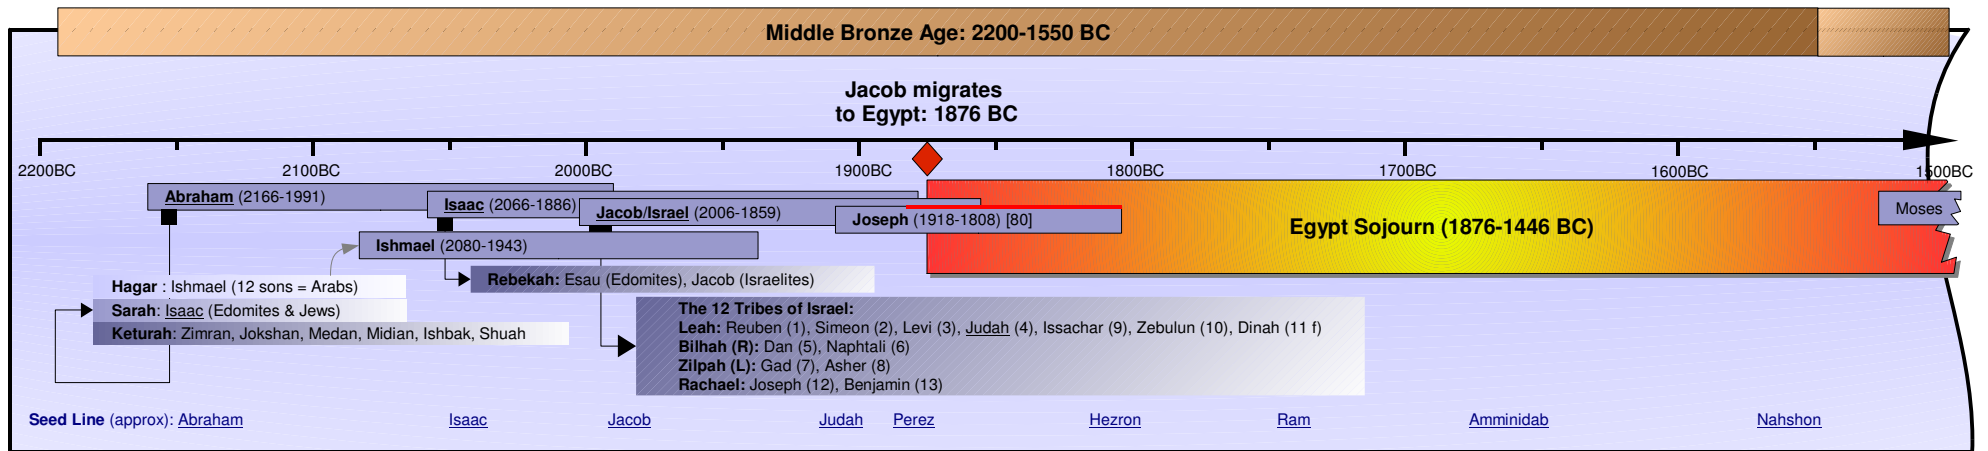 Middle Bronze Age: 2200-1550 BC
Jacob migrates
to Egypt: 1876 BC
2200BC 2100BC 2000BC 1900BC 1800BC 1700BC 1600BC 1500BC
Abraham (2166-1991)
Isaac (2066-1886)
Jacob/Israel (2006-1859)
Joseph (1918-1808) [80]
Egypt Sojourn (1876-1446 BC)
Moses
Ishmael (2080-1943)
Rebekah: Esau (Edomites), Jacob (Israelites)
Hagar : Ishmael (12 sons = Arabs)
Sarah: Isaac (Edomites & Jews)
Keturah: Zimran, Jokshan, Medan, Midian, Ishbak, Shuah
The 12 Tribes of Israel:
Leah: Reuben (1), Simeon (2), Levi (3), Judah (4), Issachar (9), Zebulun (10), Dinah (11 f)
Bilhah (R): Dan (5), Naphtali (6)
Zilpah (L): Gad (7), Asher (8)
Rachael: Joseph (12), Benjamin (13)
Seed Line (approx): Abraham Isaac Jacob Judah Perez Hezron Ram Amminidab Nahshon